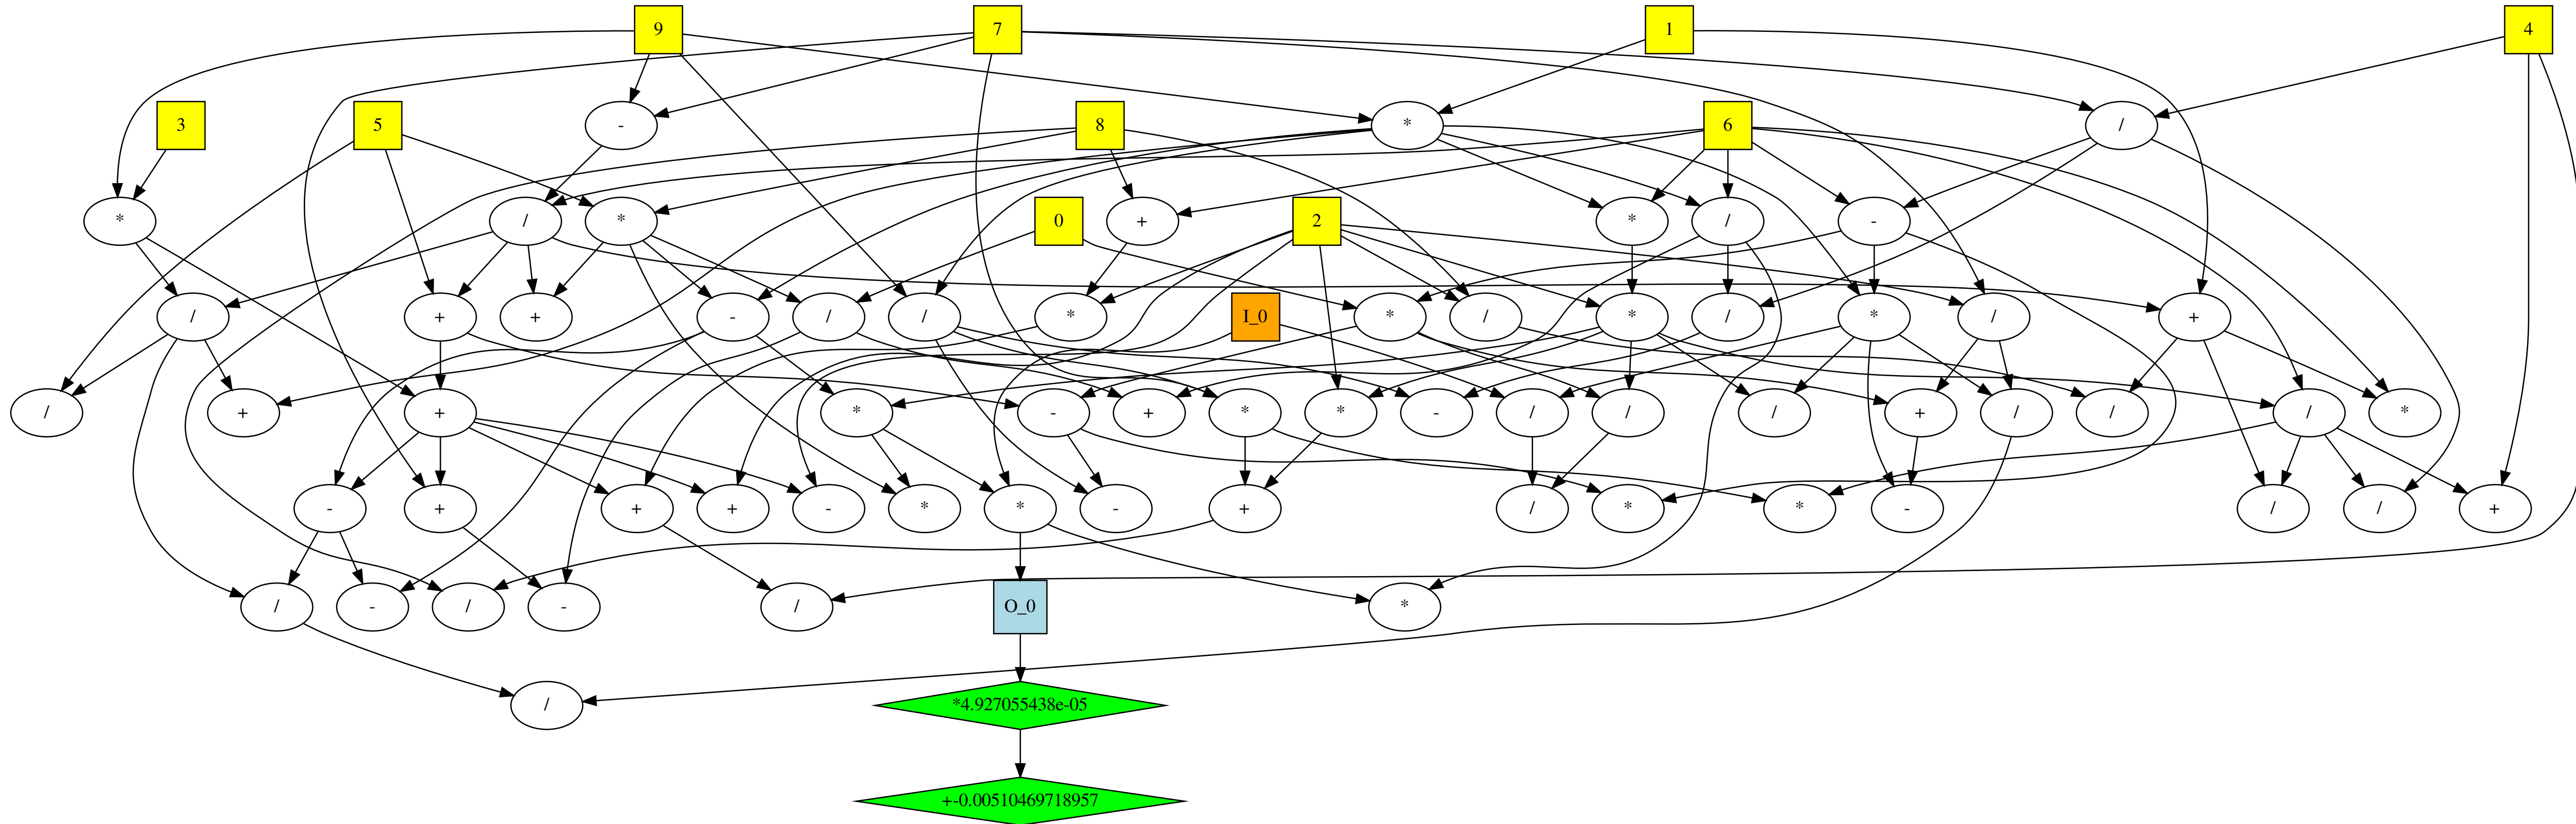 9 7 1 4
3 5 - 8 * 6 /
* / * 0 + 2 * / -
/ + + - / / * I_0 * / * / * / +
/ + + * - + * * - / / / + / / / *
- + + + - * * - + / * * - / / +
/ - / - / O_0 *
/ *4.927055438e-05
+-0.00510469718957